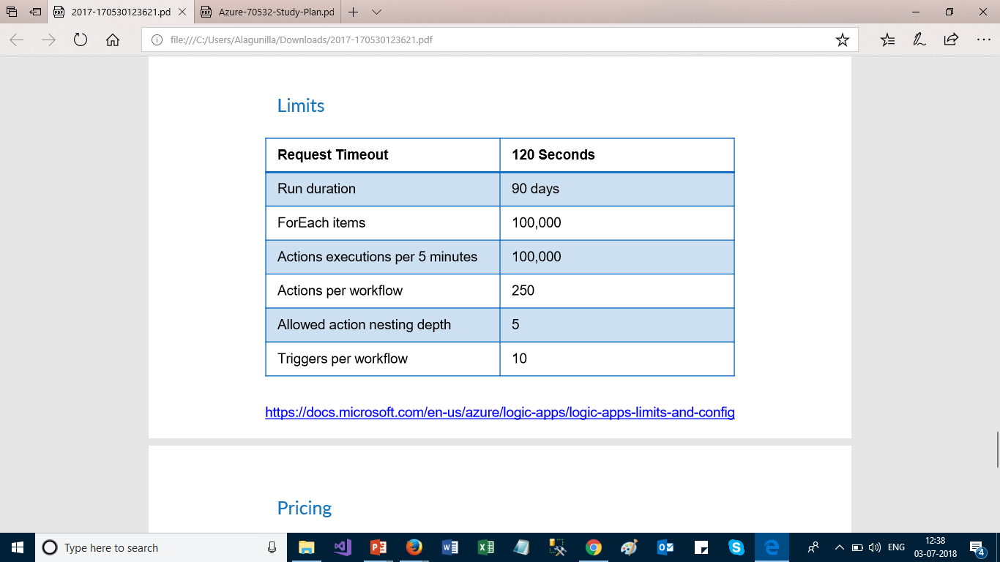 2017-170530123621.pd
Azure-70532-Study-Plan.pd
file:///C:/Users/Alagunilla/Downloads/2017-170530123621.pdf
Limits
Request Timeout 120 Seconds
Run duration 90 days
ForEach items 100,000
Actions executions per 5 minutes 100,000
Actions per workflow 250
Allowed action nesting depth 5
Triggers per workflow 10
https://docs.microsoft.com/en-us/azure/logic-apps/logic-apps-limits-and-config
Pricing
Type here to search
ENG
12:38
03-07-2018
4